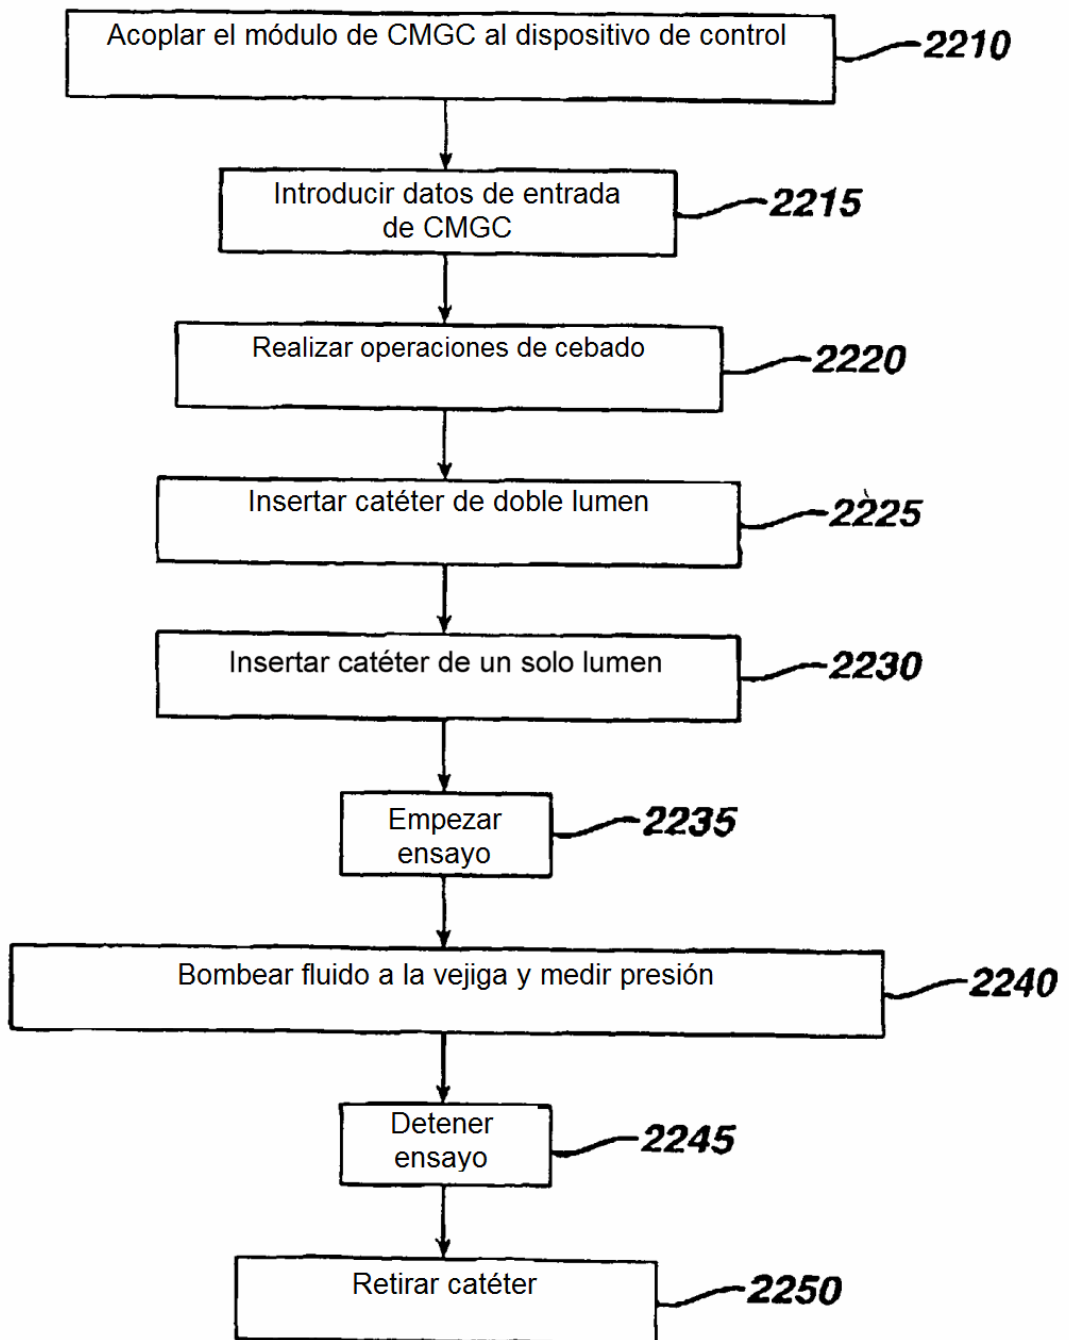 Acoplar el módulo de CMGC al dispositivo de control
2210
Introducir datos de entrada
de CMGC
2215
Realizar operaciones de cebado
2220
Insertar catéter de doble lumen
2225
Insertar catéter de un solo lumen
2230
Empezar
ensayo
2235
Bombear fluido a la vejiga y medir presión
2240
Detener
ensayo
2245
Retirar catéter
2250